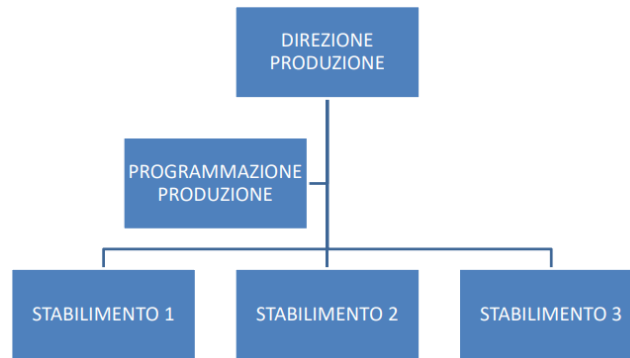 DIREZIONE
PRODUZIONE
PROGRAMMAZIONE
PRODUZIONE
STABILIMENTO 1
STABILIMENTO 2
STABILIMENTO 3